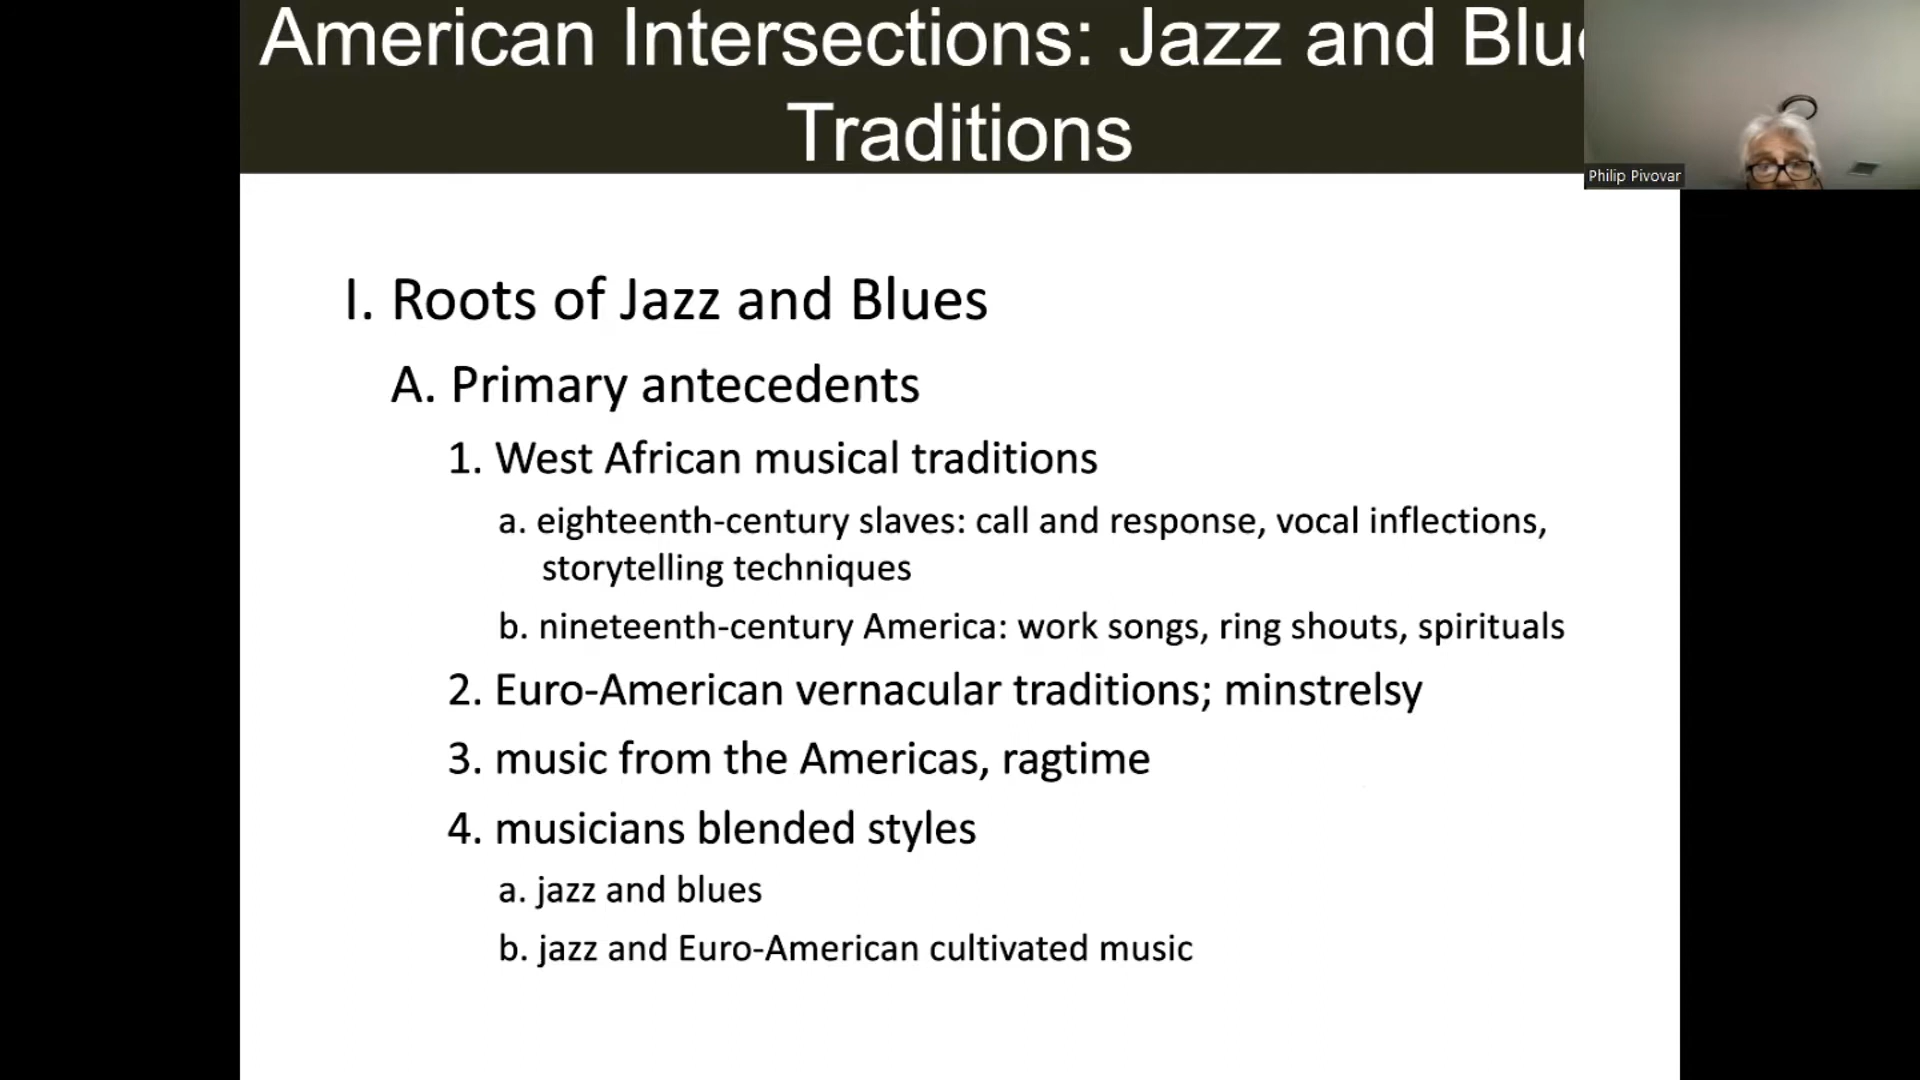 American Intersections: Jazz and Blu
Traditions
Philip Pivovar
I. Roots of Jazz and Blues
A. Primary antecedents
1. West African musical traditions
a. eighteenth-century slaves: call and response, vocal inflections,
storytelling techniques
b. nineteenth-century America: work songs, ring shouts, spirituals
2. Euro-American vernacular traditions; minstrelsy
3. music from the Americas, ragtime
4. musicians blended styles
a. jazz and blues
b. jazz and Euro-American cultivated music